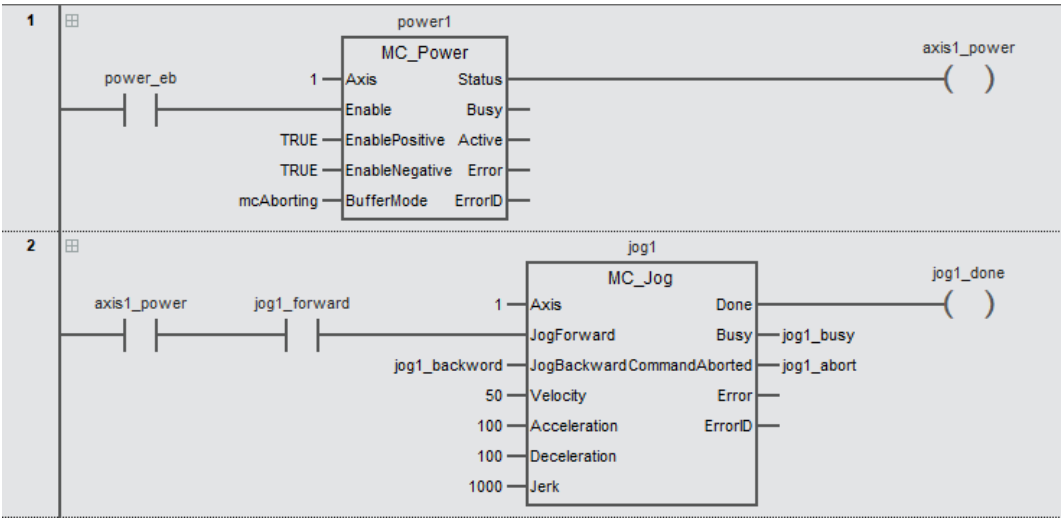 1
power1
MC_Power
axis1_power
power_eb
1 Axis Status
Enable Busy
TRUE EnablePositive Active
TRUE EnableNegative Error
mcAborting BufferMode ErrorID
2
jog1
MC_Jog
jog1_done
axis1_power jog1_forward
1 Axis Done
JogForward Busy jog1_busy
jog1_backword JogBackward CommandAborted jog1_abort
50 Velocity Error
100 Acceleration ErrorID
100 Deceleration
1000 Jerk